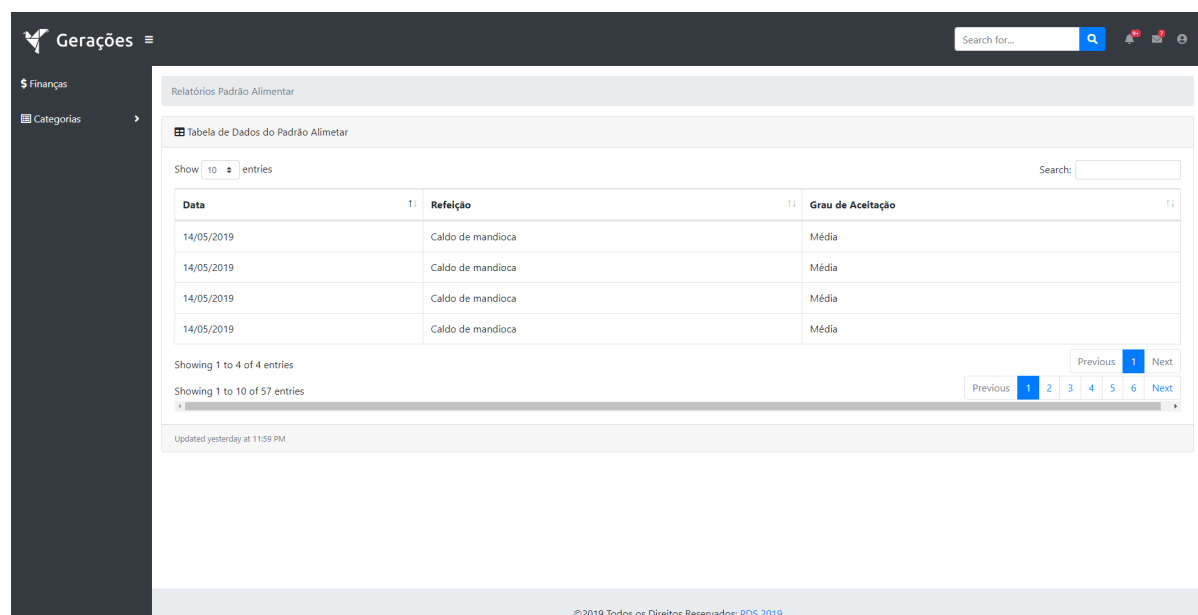 Gerações
Search for...
9+
7
Finanças
Categorias
Relatórios Padrão Alimentar
Tabela de Dados do Padrão Alimetar
Show 10 entries
Search:
Data Refeição Grau de Aceitação
14/05/2019 Caldo de mandioca Média
14/05/2019 Caldo de mandioca Média
14/05/2019 Caldo de mandioca Média
14/05/2019 Caldo de mandioca Média
Showing 1 to 4 of 4 entries
Previous 1 Next
Showing 1 to 10 of 57 entries
Previous 1 2 3 4 5 6 Next
Updated yesterday at 11:59 PM
©2019 Todos os Direitos Reservados: PDS 2019